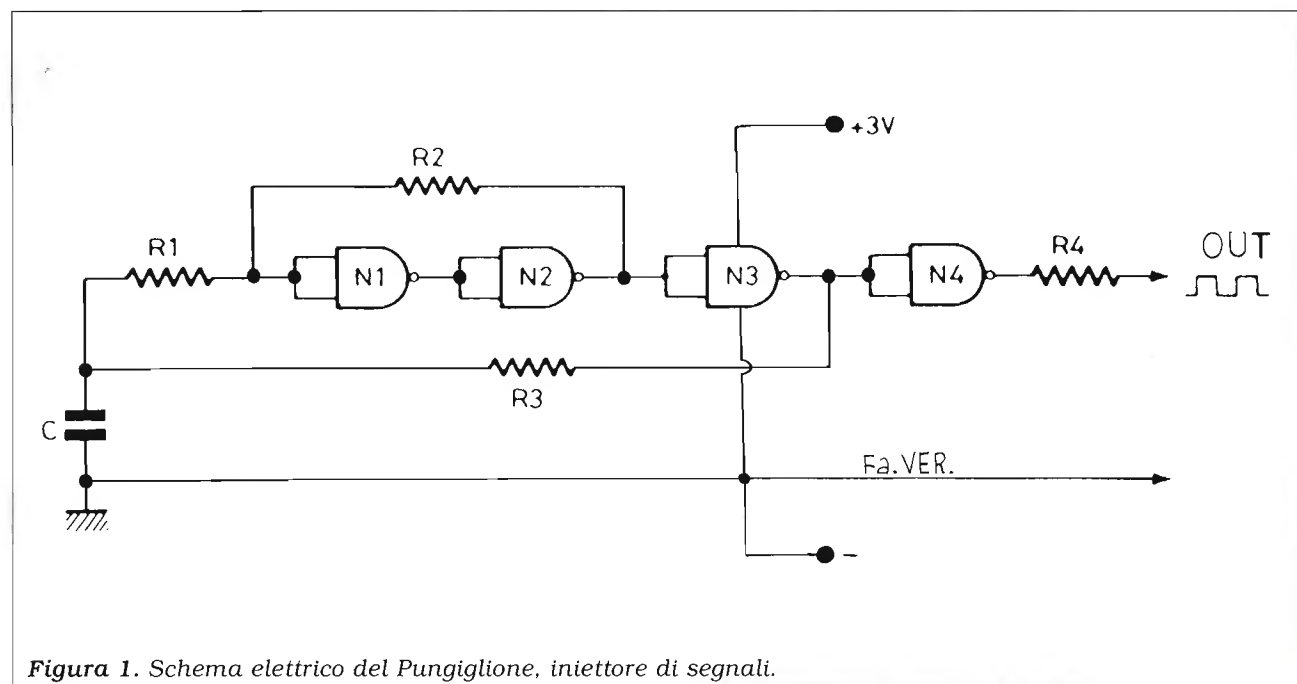 +3V
R2
R1
N1
N2
N3
N4
R4
OUT
R3
C
Fa.VER.
-
Figura 1. Schema elettrico del Pungiglione, iniettore di segnali.